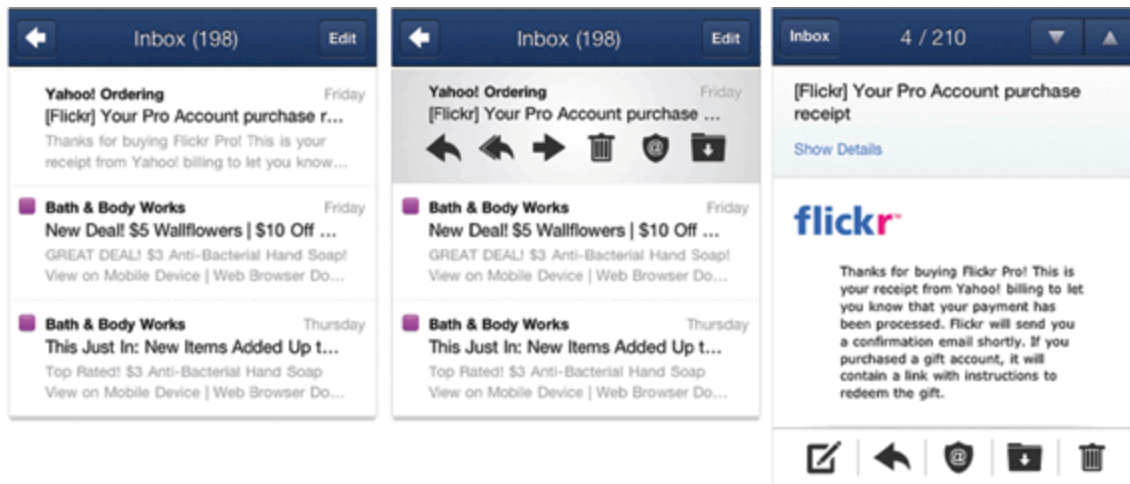 Inbox (198)
Edit
Yahoo! Ordering
Friday
[Flickr] Your Pro Account purchase r...
Thanks for buying Flickr Pro! This is your
receipt from Yahoo! billing to let you know...
Bath & Body Works
Friday
New Deal! $5 Wallflowers | $10 Off ...
GREAT DEAL! $3 Anti-Bacterial Hand Soap!
View on Mobile Device | Web Browser Do...
Bath & Body Works
Thursday
This Just In: New Items Added Up t...
Top Rated! $3 Anti-Bacterial Hand Soap
View on Mobile Device | Web Browser Do...
Inbox (198)
Edit
Yahoo! Ordering
Friday
[Flickr] Your Pro Account purchase ...
Bath & Body Works
Friday
New Deal! $5 Wallflowers | $10 Off ...
GREAT DEAL! $3 Anti-Bacterial Hand Soap!
View on Mobile Device | Web Browser Do...
Bath & Body Works
Thursday
This Just In: New Items Added Up t...
Top Rated! $3 Anti-Bacterial Hand Soap
View on Mobile Device | Web Browser Do...
Inbox
4 / 210
[Flickr] Your Pro Account purchase
receipt
Show Details
flickr™
Thanks for buying Flickr Pro! This is
your receipt from Yahoo! billing to let
you know that your payment has
been processed. Flickr will send you
a confirmation email shortly. If you
purchased a gift account, it will
contain a link with instructions to
redeem the gift.